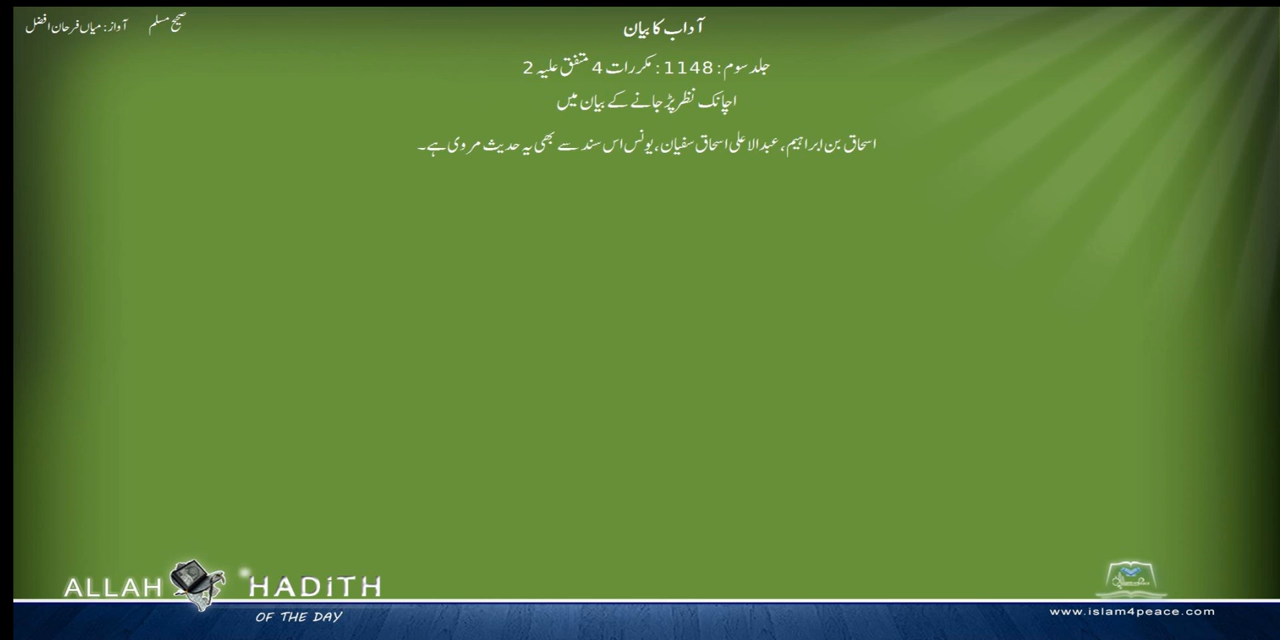 صحیح مسلم    آواز: میاں فرحان افضل
آداب کا بیان
جلد سوم : 1148 : مکررات 4 متفق علیہ 2
اچانک نظر پڑ جانے کے بیان میں
اسحاق بن ابراہیم، عبدالاعلی اسحاق سفیان، یونس اس سند سے بھی یہ حدیث مروی ہے۔
ALLAH HADITH
OF THE DAY
www.islam4peace.com